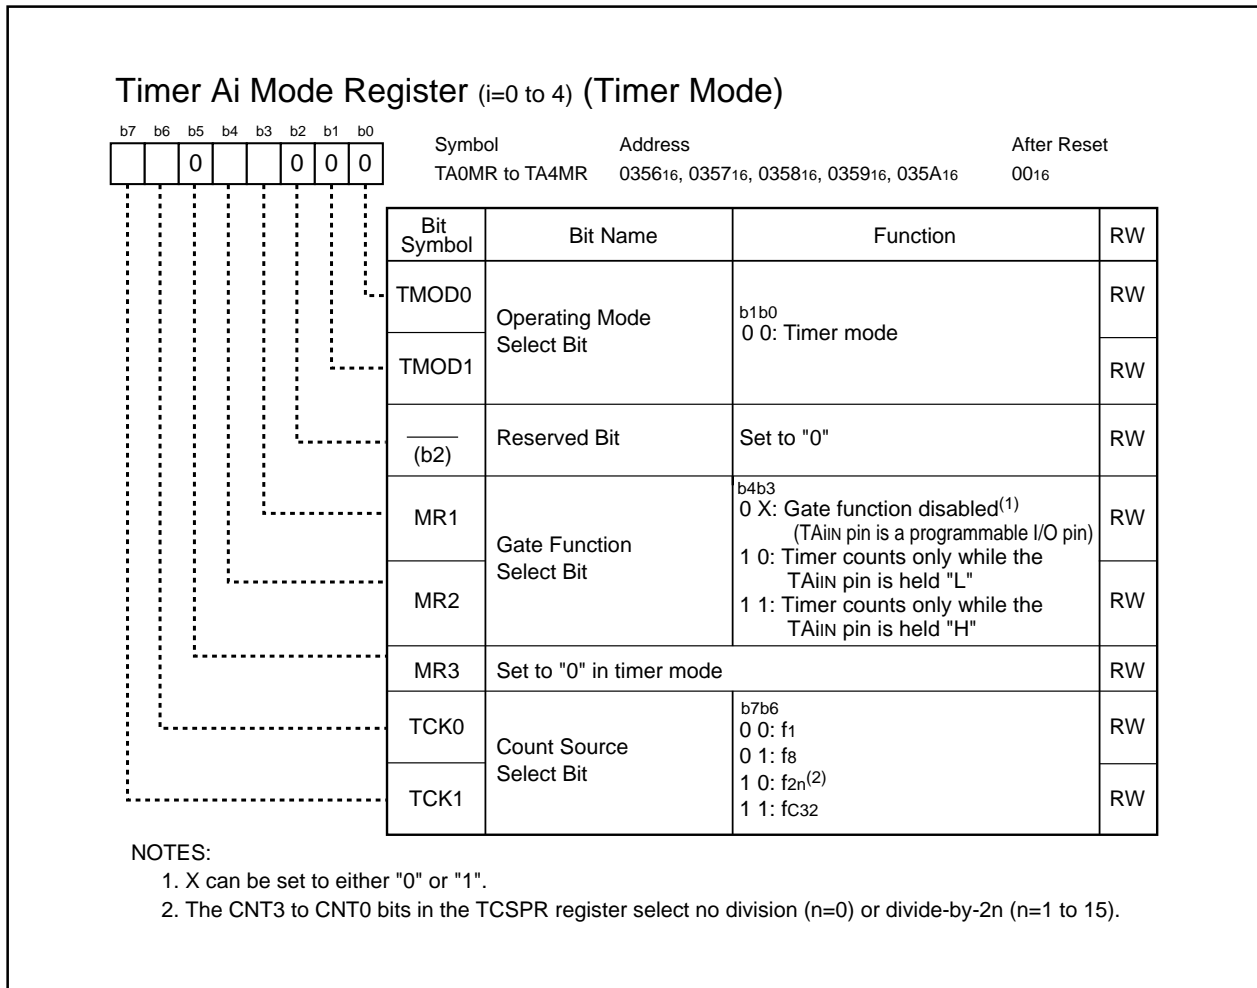 Timer Ai Mode Register (i=0 to 4) (Timer Mode)
b7 b6 b5 b4 b3 b2 b1 b0
0 0 0 0
Symbol Address After Reset
TA0MR to TA4MR 035616, 035716, 035816, 035916, 035A16 0016
Bit Symbol Bit Name Function RW
TMOD0 RW
Operating Mode Select Bit
b1b0
0 0: Timer mode
TMOD1 RW
(b2) Reserved Bit Set to "0" RW
MR1 RW
Gate Function Select Bit
b4b3
0 X: Gate function disabled(1)
(TAiIN pin is a programmable I/O pin)
1 0: Timer counts only while the
TAiIN pin is held "L"
1 1: Timer counts only while the
TAiIN pin is held "H"
MR2 RW
MR3 Set to "0" in timer mode RW
TCK0 RW
Count Source Select Bit
b7b6
0 0: f1
0 1: f8
1 0: f2n(2)
1 1: fC32
TCK1 RW
NOTES:
1. X can be set to either "0" or "1".
2. The CNT3 to CNT0 bits in the TCSPR register select no division (n=0) or divide-by-2n (n=1 to 15).